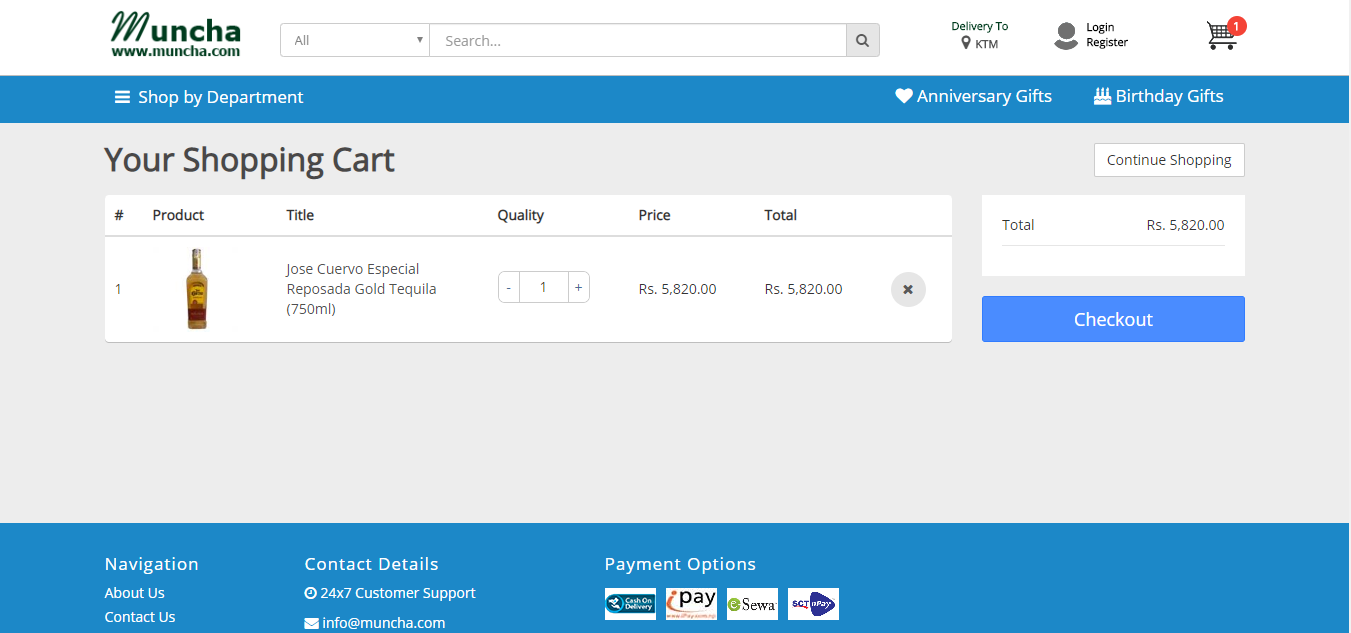 Muncha
www.muncha.com
All
Search...
Delivery To
KTM
Login
Register
1
Shop by Department
Anniversary Gifts
Birthday Gifts
Your Shopping Cart
Continue Shopping
# Product Title Quality Price Total
1
Jose Cuervo Especial
Reposada Gold Tequila
(750ml)
- 1 +
Rs. 5,820.00
Rs. 5,820.00
Total Rs. 5,820.00
Checkout
Navigation
About Us
Contact Us
Contact Details
24x7 Customer Support
info@muncha.com
Payment Options
Cash On
Delivery
ipay
eSewa
SCT nPay